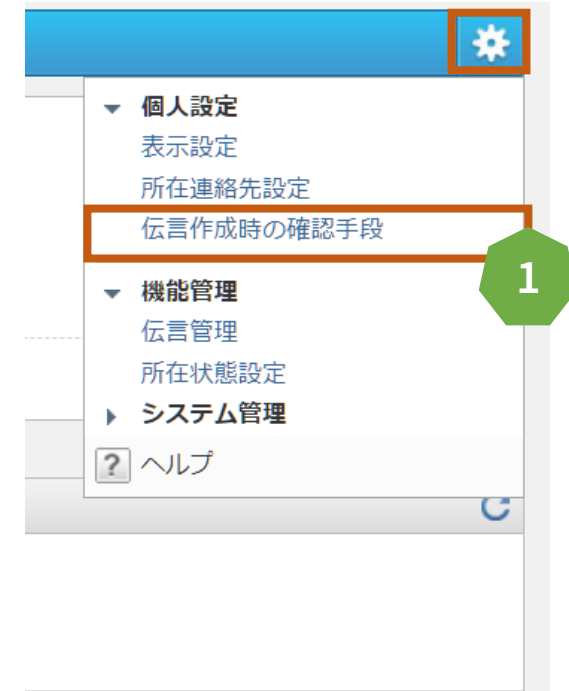 個人設定
表示設定
所在連絡先設定
伝言作成時の確認手段
1
機能管理
伝言管理
所在状態設定
システム管理
? ヘルプ